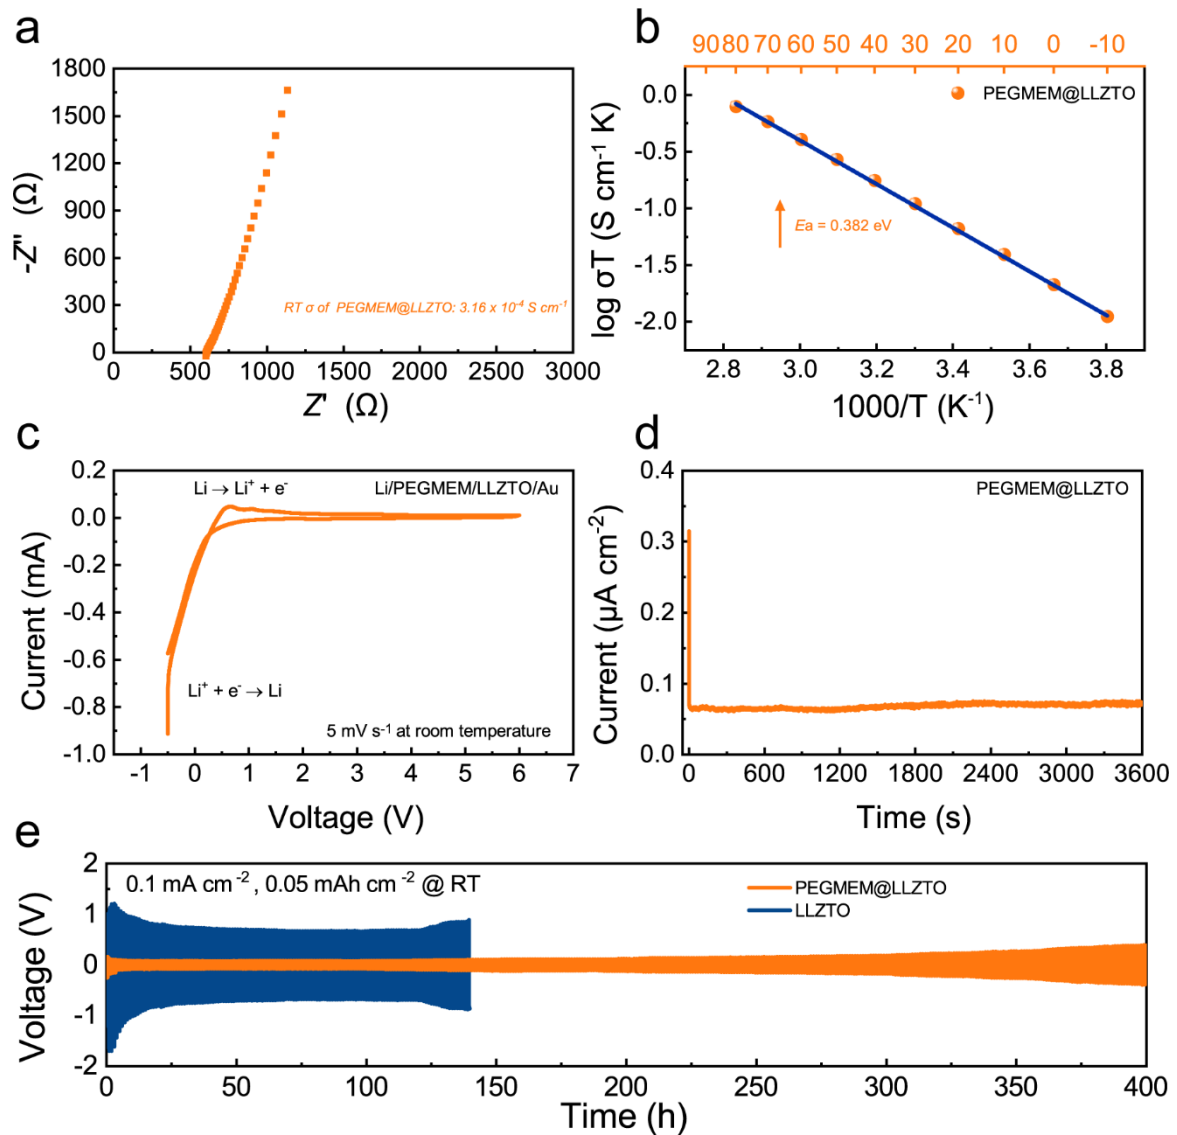 a
1800
1500
1200
900
600
300
0
-Z'' (Ω)
RT σ of PEGMEM@LLZTO: 3.16 x 10⁻⁴ S cm⁻¹
0 500 1000 1500 2000 2500 3000
Z' (Ω)
b
90 80 70 60 50 40 30 20 10 0 -10
PEGMEM@LLZTO
0.0
-0.5
-1.0
-1.5
-2.0
log σT (S cm⁻¹ K)
Ea = 0.382 eV
2.8 3.0 3.2 3.4 3.6 3.8
1000/T (K⁻¹)
c
Li → Li⁺ + e⁻
Li/PEGMEM/LLZTO/Au
0.2
0.0
-0.2
-0.4
-0.6
-0.8
-1.0
Current (mA)
Li⁺ + e⁻ → Li
5 mV s⁻¹ at room temperature
-1 0 1 2 3 4 5 6 7
Voltage (V)
d
PEGMEM@LLZTO
0.4
0.3
0.2
0.1
0.0
Current (μA cm⁻²)
0 600 1200 1800 2400 3000 3600
Time (s)
e
0.1 mA cm⁻² , 0.05 mAh cm⁻² @ RT
PEGMEM@LLZTO
LLZTO
2
1
0
-1
-2
Voltage (V)
0 50 100 150 200 250 300 350 400
Time (h)